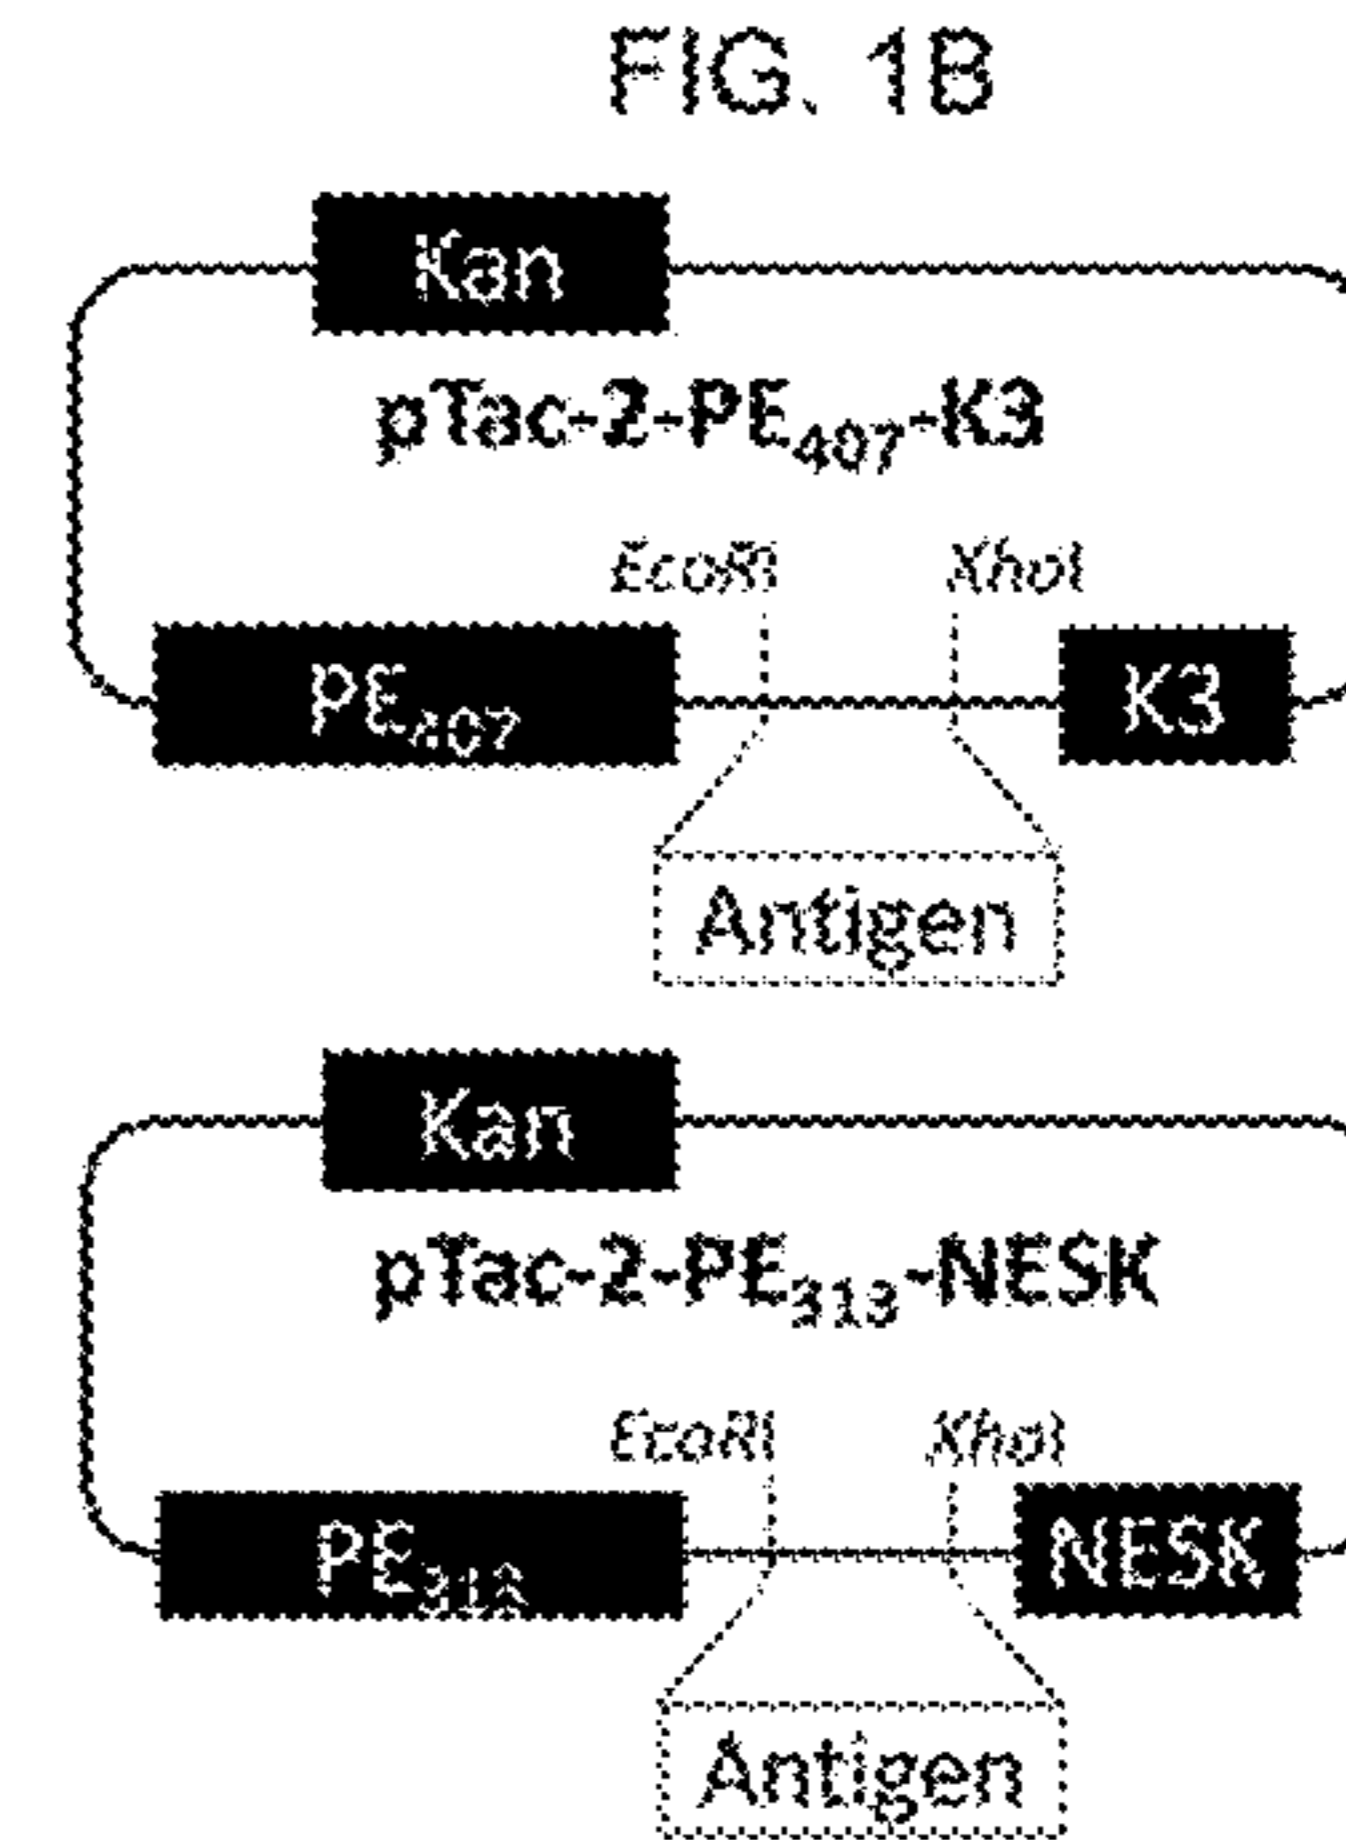 FIG. 1B
Kan
pTac-2-PE407-K3
EcoRI XhoI
PE407 K3
Antigen
Kan
pTac-2-PE313-NESK
EcoRI XhoI
PE313 NESK
Antigen